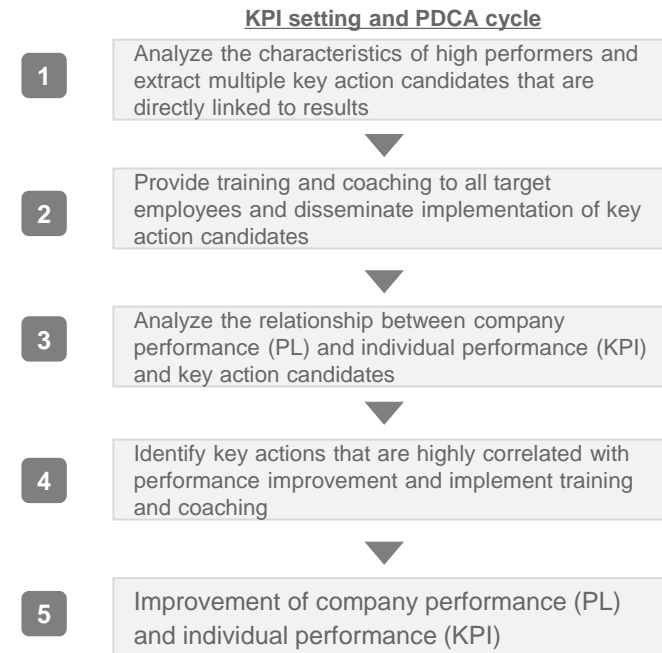 KPI setting and PDCA cycle
1
Analyze the characteristics of high performers and
extract multiple key action candidates that are
directly linked to results
2
Provide training and coaching to all target
employees and disseminate implementation of key
action candidates
3
Analyze the relationship between company
performance (PL) and individual performance (KPI)
and key action candidates
4
Identify key actions that are highly correlated with
performance improvement and implement training
and coaching
5
Improvement of company performance (PL)
and individual performance (KPI)